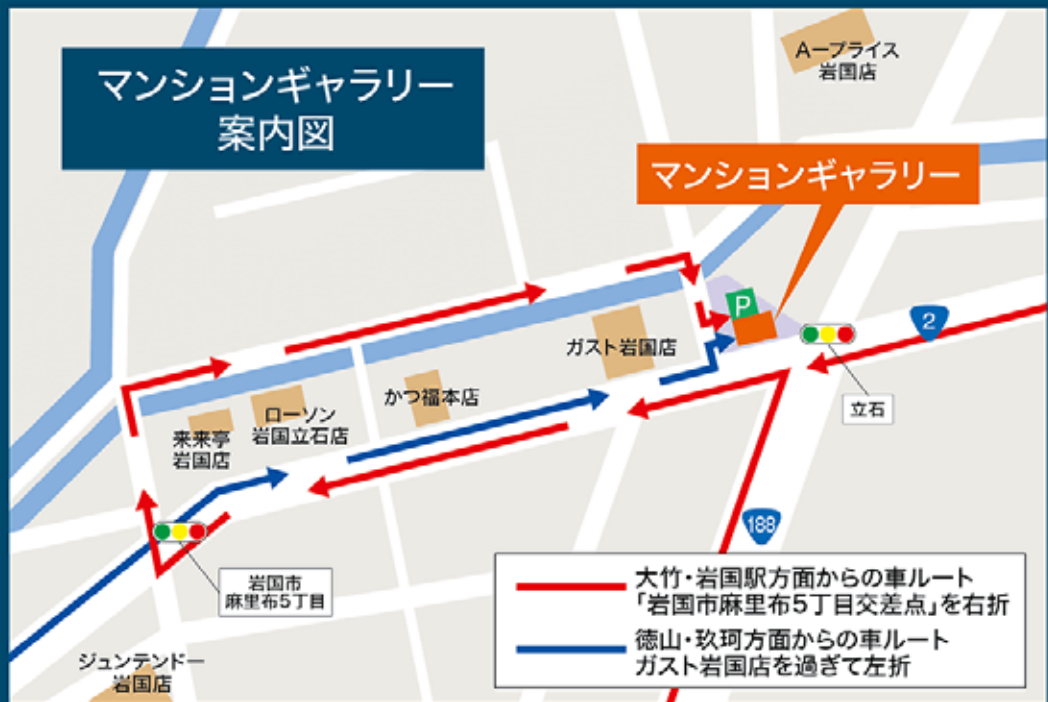 マンションギャラリー
案内図
Aープライス
岩国店
マンションギャラリー
P
2
ガスト岩国店
立石
かつ福本店
ローソン
岩国立石店
来来亭
岩国店
188
岩国市
麻里布5丁目
ジュンテンドー
岩国店
大竹・岩国駅方面からの車ルート
「岩国市麻里布5丁目交差点」を右折
徳山・玖珂方面からの車ルート
ガスト岩国店を過ぎて左折